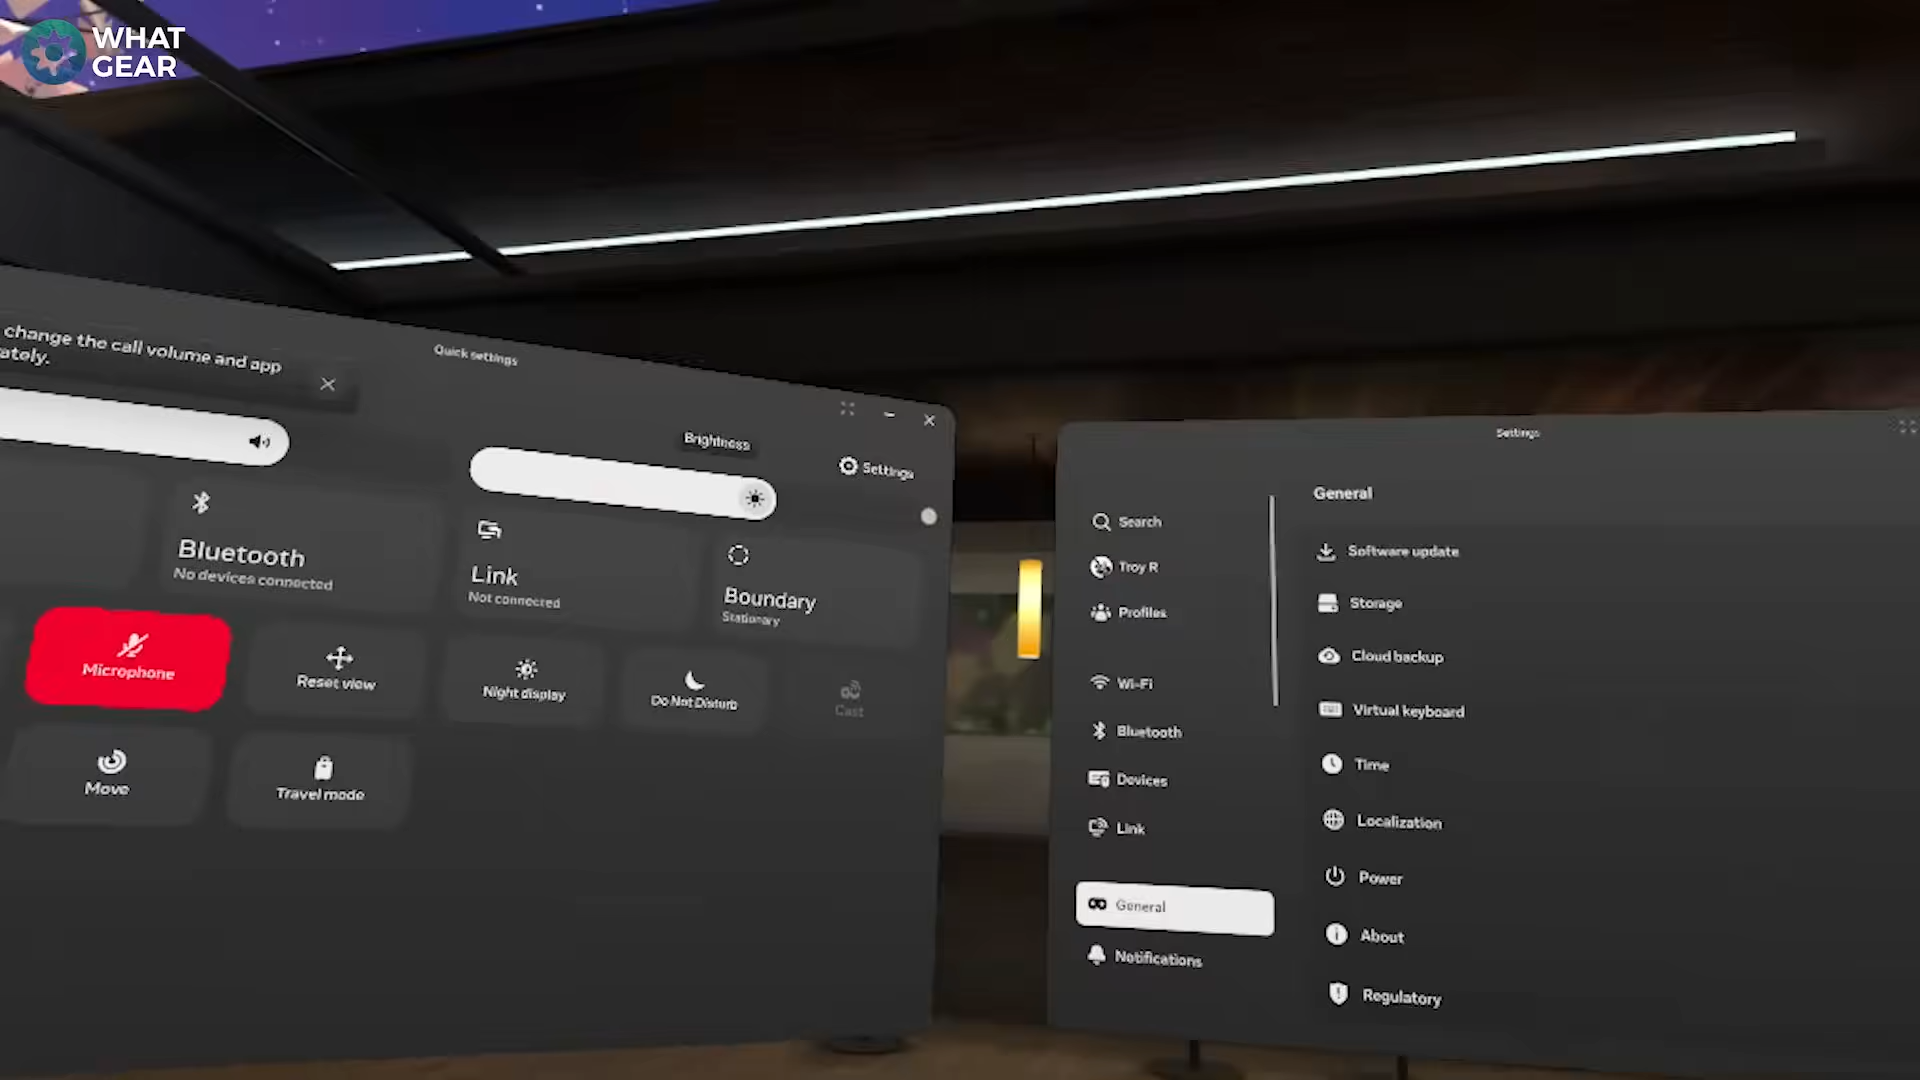 WHAT
GEAR
change the call volume and app
ately.
Quick settings
Brightness
Settings
Bluetooth
No devices connected
Link
Not connected
Boundary
Stationary
Microphone
Reset view
Night display
Do Not Disturb
Cast
Move
Travel mode
Settings
Search
Troy R
Profiles
Wi-Fi
Bluetooth
Devices
Link
General
Notifications
General
Software update
Storage
Cloud backup
Virtual keyboard
Time
Localization
Power
About
Regulatory